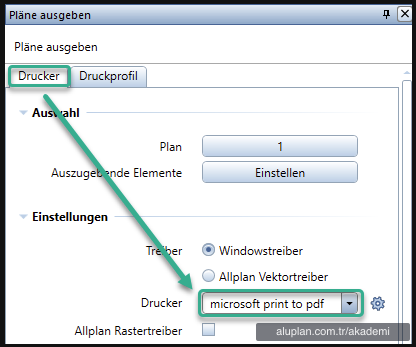 Pläne ausgeben
Pläne ausgeben
Drucker Druckprofil
Auswahl
Plan 1
Auszugebende Elemente Einstellen
Einstellungen
Treiber Windowstreiber
Allplan Vektortreiber
Drucker microsoft print to pdf
Allplan Rastertreiber
aluplan.com.tr/akademi